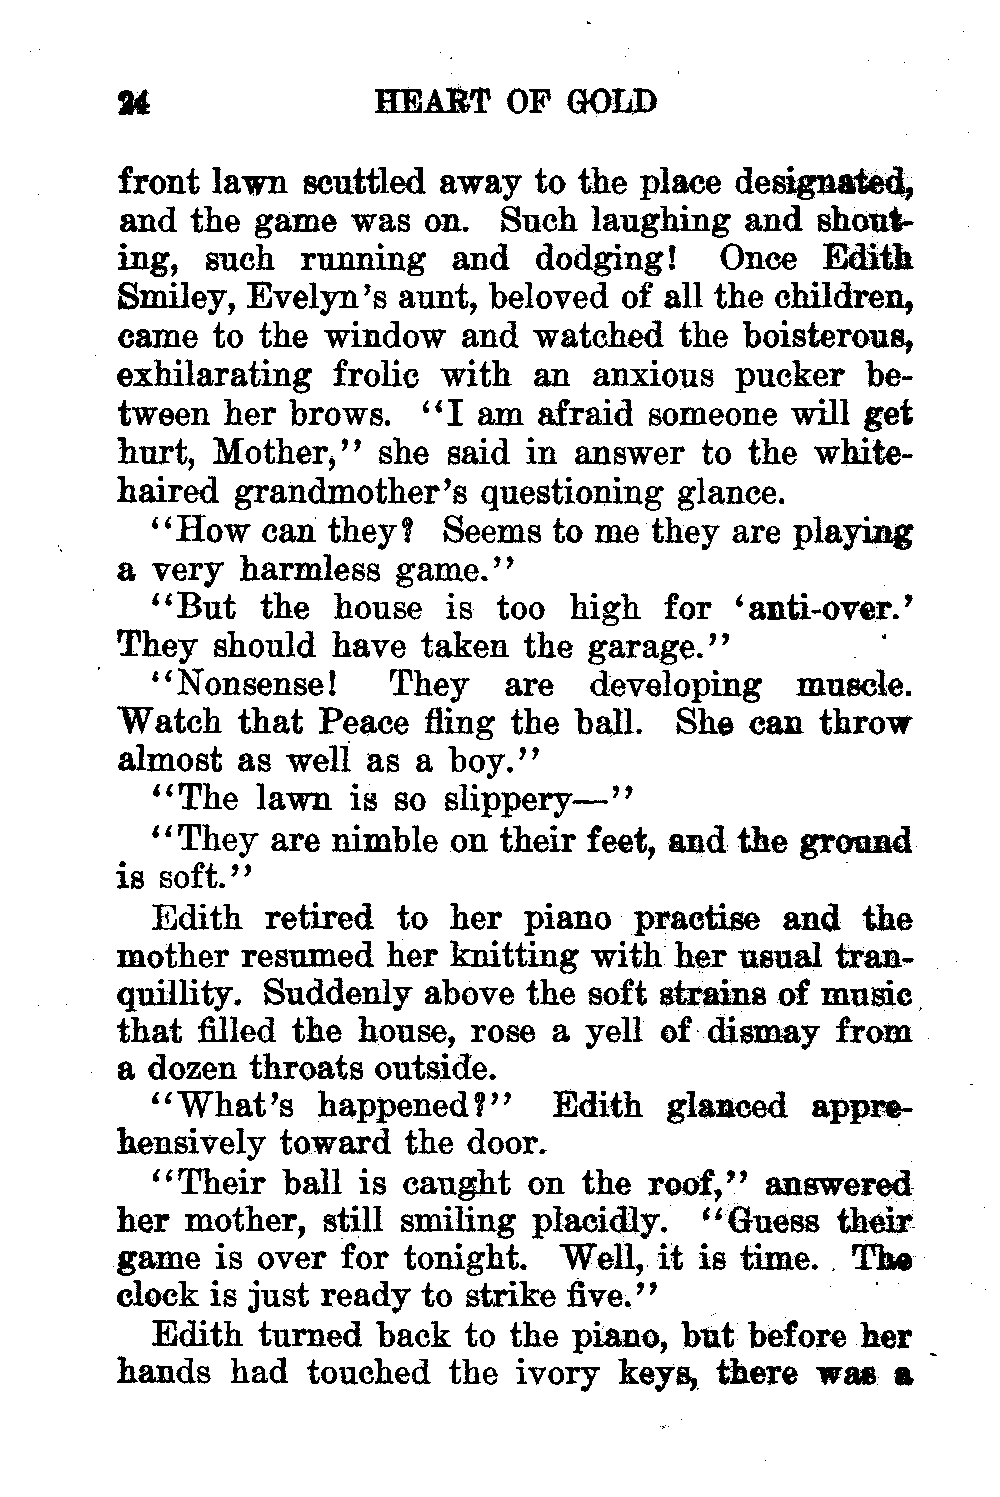 24 HEART OF GOLD
front lawn scuttled away to the place designated,
and the game was on. Such laughing and shout-
ing, such running and dodging! Once Edith
Smiley, Evelyn's aunt, beloved of all the children,
came to the window and watched the boisterous,
exhilarating frolic with an anxious pucker be-
tween her brows. "I am afraid someone will get
hurt, Mother," she said in answer to the white-
haired grandmother's questioning glance.
"How can they? Seems to me they are playing
a very harmless game."
"But the house is too high for 'anti-over.'
They should have taken the garage."
"Nonsense! They are developing muscle.
Watch that Peace fling the ball. She can throw
almost as well as a boy."
"The lawn is so slippery—"
"They are nimble on their feet, and the ground
is soft."
Edith retired to her piano practise and the
mother resumed her knitting with her usual tran-
quillity. Suddenly above the soft strains of music
that filled the house, rose a yell of dismay from
a dozen throats outside.
"What's happened?" Edith glanced appre-
hensively toward the door.
"Their ball is caught on the roof," answered
her mother, still smiling placidly. "Guess their
game is over for tonight. Well, it is time. The
clock is just ready to strike five."
Edith turned back to the piano, but before her
hands had touched the ivory keys, there was a